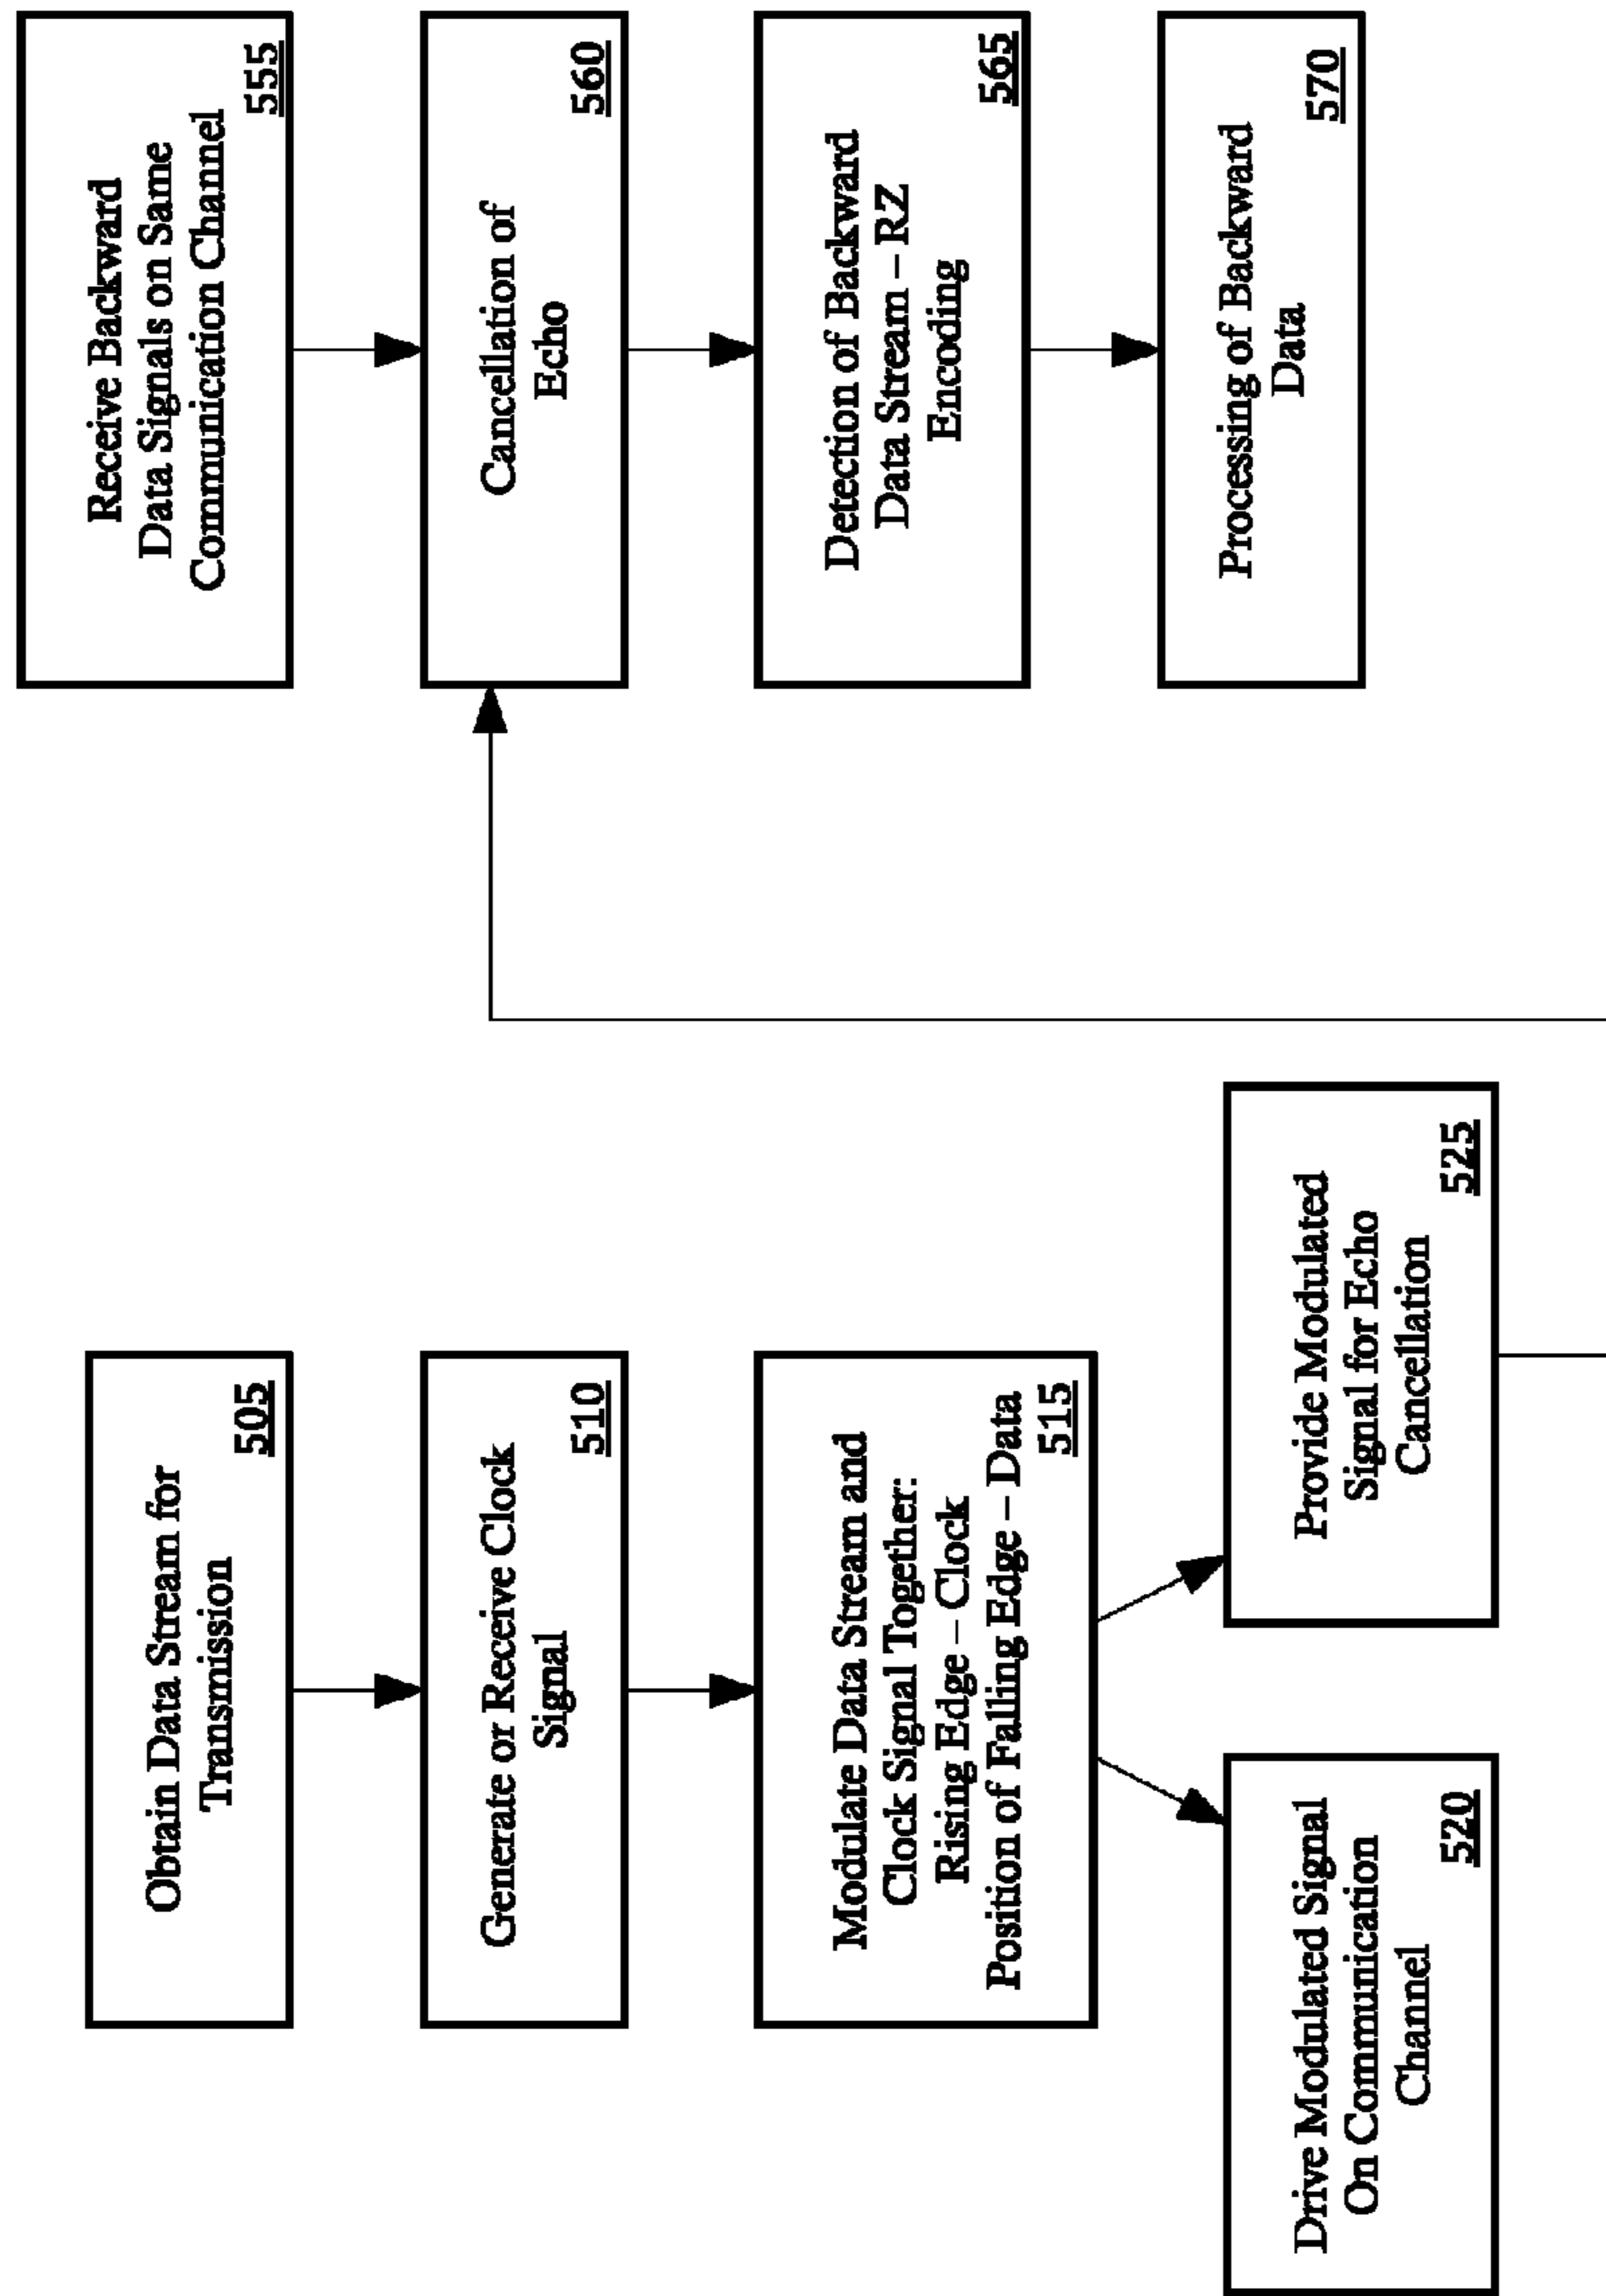 Obtain Data Stream for
Transmission
505
Generate or Receive Clock
Signal
510
Modulate Data Stream and
Clock Signal Together:
Rising Edge – Clock
Position of Falling Edge – Data
515
Drive Modulated Signal
On Communication
Channel
520
Provide Modulated
Signal for Echo
Cancellation
525
Receive Backward
Data Signals on Same
Communication Channel
555
Cancellation of
Echo
560
Detection of Backward
Data Stream – RZ
Encoding
565
Processing of Backward
Data
570